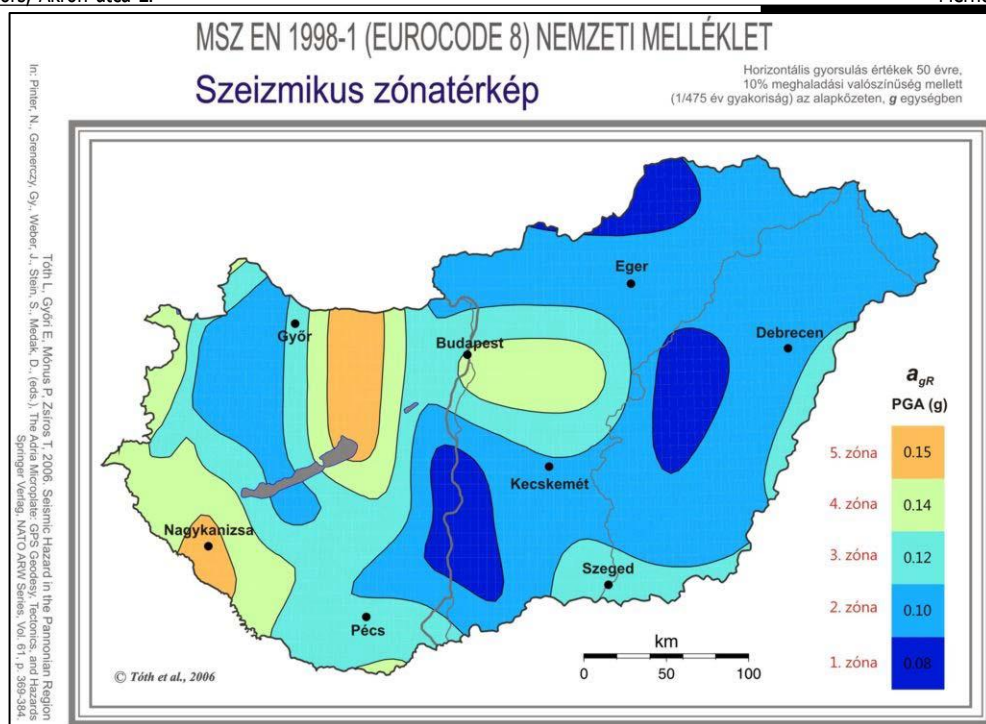 utca
MSZ EN 1998-1 (EUROCODE 8) NEMZETI MELLÉKLET
Szeizmikus zónatérkép
Horizontális gyorsulás értékek 50 évre,
10% meghaladási valószínűség mellett
(1/475 év gyakoriság) az alapkőzeten, g egységben
Tóth L, Győri E, Mónus P, Zsíros T, 2006. Seismic Hazard in the Pannonian Region
In: Pinter, N., Grenerczy, Gy., Weber, J., Stein, S., Medak, D., (eds.), The Adria Microplate: GPS Geodesy, Tectonics, and Hazards
Springer Verlag, NATO ARW Series, Vol. 61, p. 369-384.
Eger
Győr
Budapest
Debrecen
Kecskemét
Nagykanizsa
Szeged
Pécs
agR
PGA (g)
5. zóna 0.15
4. zóna 0.14
3. zóna 0.12
2. zóna 0.10
1. zóna 0.08
km
0 50 100
© Tóth et al., 2006